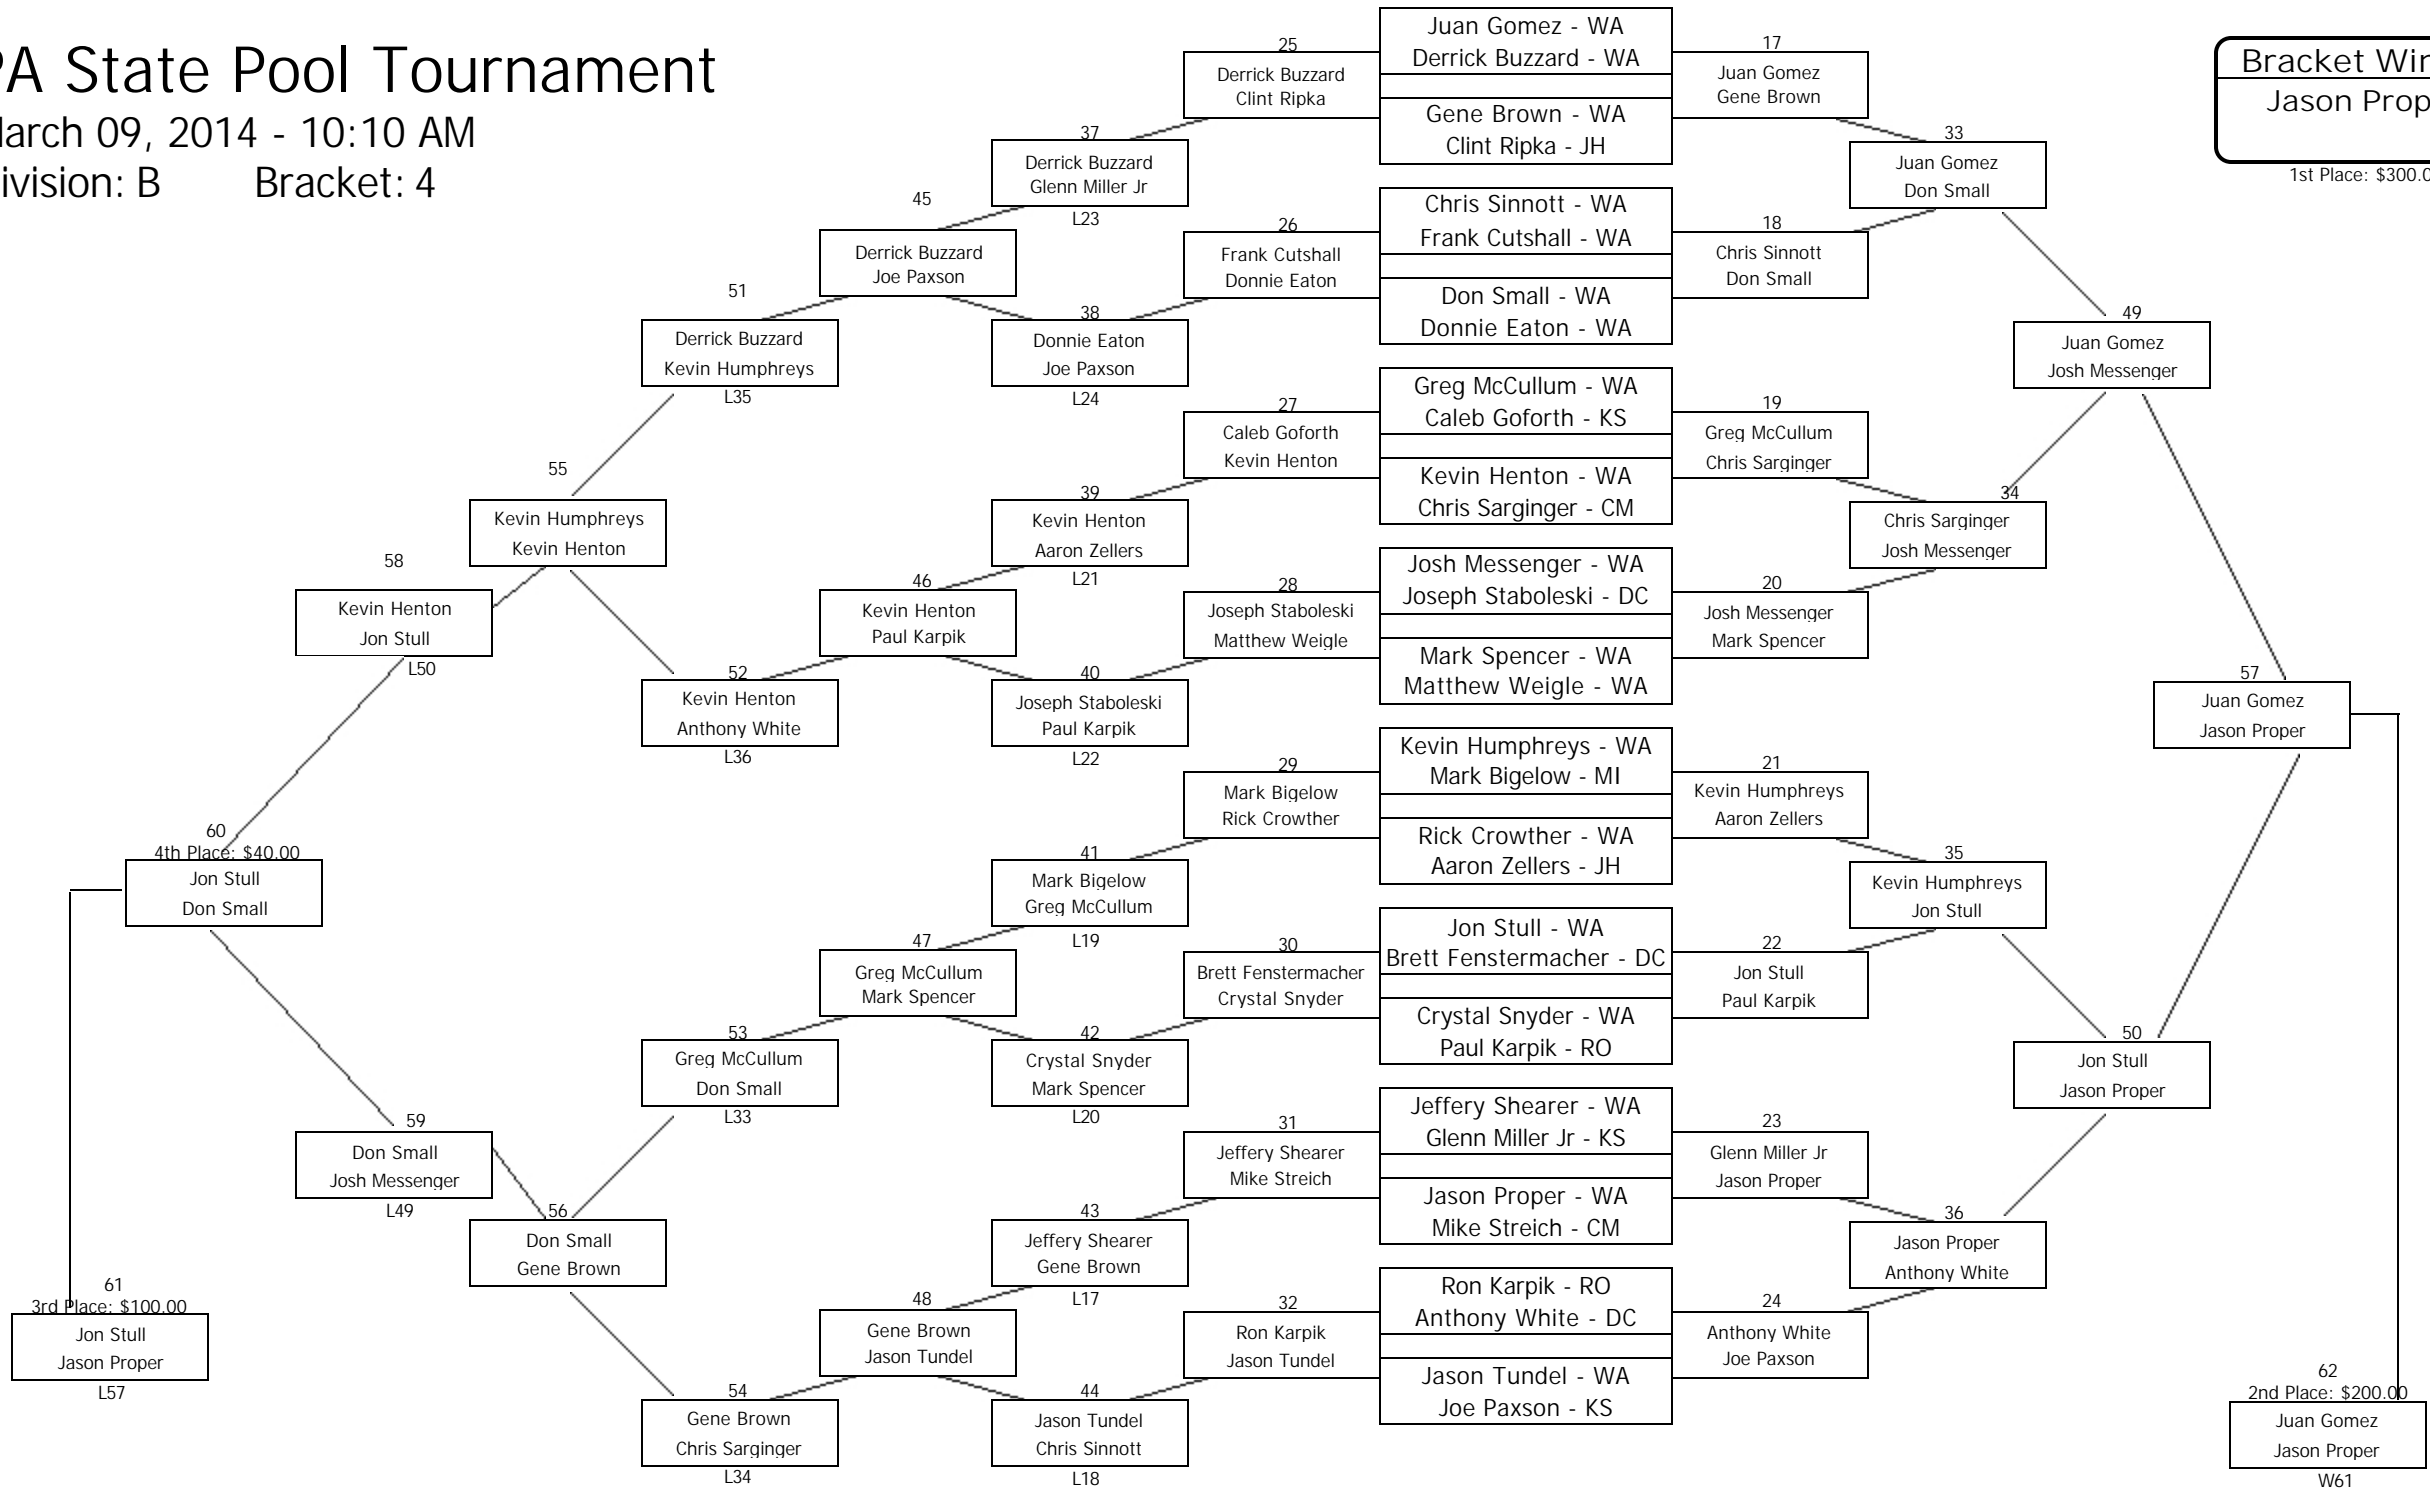 PA State Pool Tournament
March 09, 2014 - 10:10 AM
Division: B Bracket: 4
Bracket Win
Jason Prop
1st Place: $300.0
Juan Gomez - WA
Derrick Buzzard - WA
Gene Brown - WA
Clint Ripka - JH
Chris Sinnott - WA
Frank Cutshall - WA
Don Small - WA
Donnie Eaton - WA
Greg McCullum - WA
Caleb Goforth - KS
Kevin Henton - WA
Chris Sarginger - CM
Josh Messenger - WA
Joseph Staboleski - DC
Mark Spencer - WA
Matthew Weigle - WA
Kevin Humphreys - WA
Mark Bigelow - MI
Rick Crowther - WA
Aaron Zellers - JH
Jon Stull - WA
Brett Fenstermacher - DC
Crystal Snyder - WA
Paul Karpik - RO
Jeffery Shearer - WA
Glenn Miller Jr - KS
Jason Proper - WA
Mike Streich - CM
Ron Karpik - RO
Anthony White - DC
Jason Tundel - WA
Joe Paxson - KS
17
Juan Gomez
Gene Brown
18
Chris Sinnott
Don Small
19
Greg McCullum
Chris Sarginger
20
Josh Messenger
Mark Spencer
21
Kevin Humphreys
Aaron Zellers
22
Jon Stull
Paul Karpik
23
Glenn Miller Jr
Jason Proper
24
Anthony White
Joe Paxson
25
Derrick Buzzard
Clint Ripka
26
Frank Cutshall
Donnie Eaton
27
Caleb Goforth
Kevin Henton
28
Joseph Staboleski
Matthew Weigle
29
Mark Bigelow
Rick Crowther
30
Brett Fenstermacher
Crystal Snyder
31
Jeffery Shearer
Mike Streich
32
Ron Karpik
Jason Tundel
33
Juan Gomez
Don Small
34
Chris Sarginger
Josh Messenger
35
Kevin Humphreys
Jon Stull
36
Jason Proper
Anthony White
37
Derrick Buzzard
Glenn Miller Jr
L23
38
Donnie Eaton
Joe Paxson
L24
39
Kevin Henton
Aaron Zellers
L21
40
Joseph Staboleski
Paul Karpik
L22
41
Mark Bigelow
Greg McCullum
L19
42
Crystal Snyder
Mark Spencer
L20
43
Jeffery Shearer
Gene Brown
L17
44
Jason Tundel
Chris Sinnott
L18
45
Derrick Buzzard
Joe Paxson
46
Kevin Henton
Paul Karpik
47
Greg McCullum
Mark Spencer
48
Gene Brown
Jason Tundel
49
Juan Gomez
Josh Messenger
50
Jon Stull
Jason Proper
51
Derrick Buzzard
Kevin Humphreys
L35
52
Kevin Henton
Anthony White
L36
53
Greg McCullum
Don Small
L33
54
Gene Brown
Chris Sarginger
L34
55
Kevin Humphreys
Kevin Henton
56
Don Small
Gene Brown
57
Juan Gomez
Jason Proper
58
Kevin Henton
Jon Stull
L50
59
Don Small
Josh Messenger
L49
60
4th Place: $40.00
Jon Stull
Don Small
61
3rd Place: $100.00
Jon Stull
Jason Proper
L57
62
2nd Place: $200.00
Juan Gomez
Jason Proper
W61